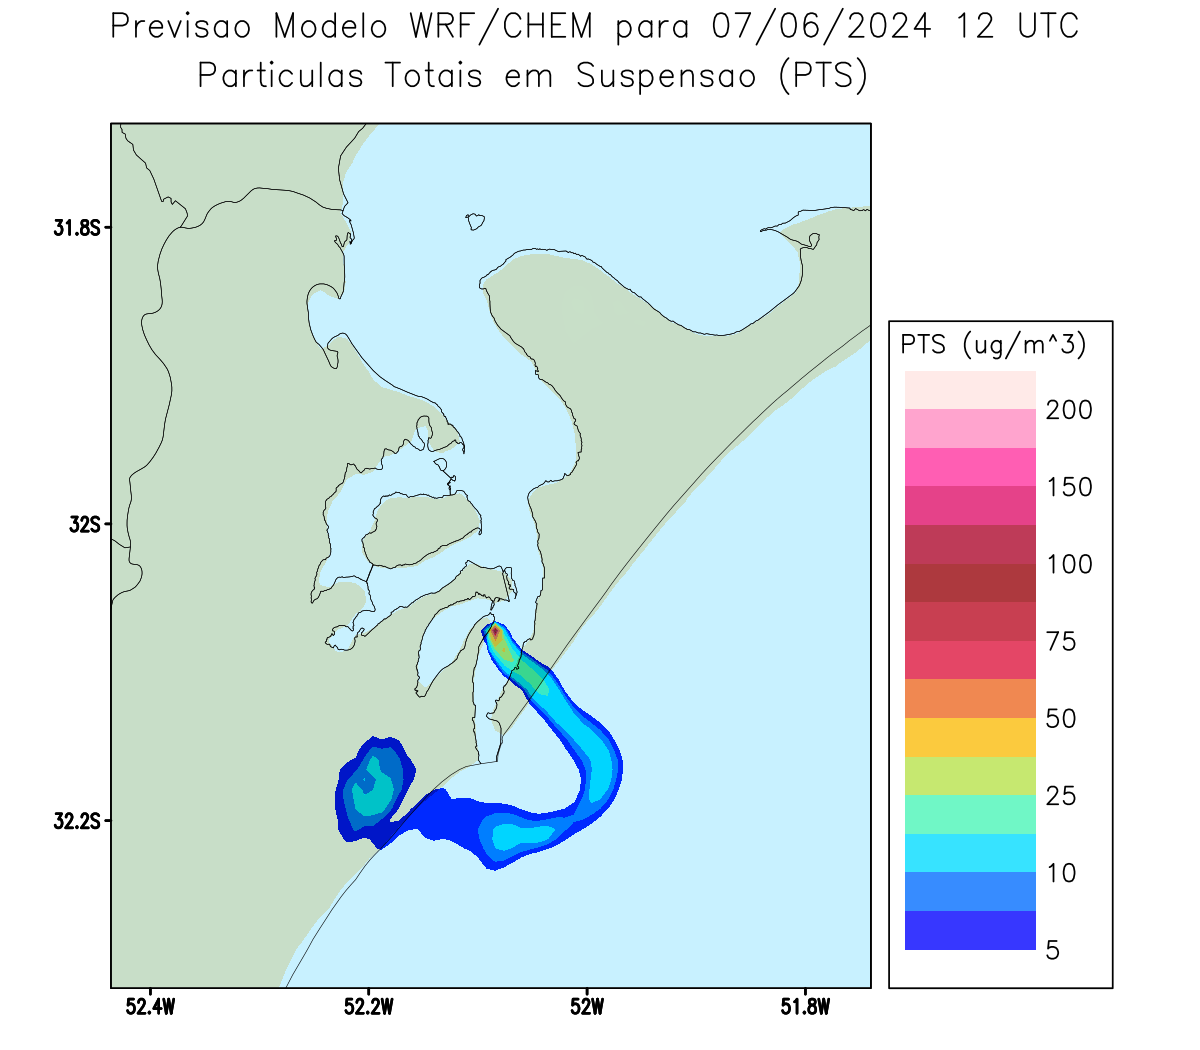 Previsao Modelo WRF/CHEM para 07/06/2024 12 UTC
Particulas Totais em Suspensao (PTS)
31.8S
32S
32.2S
52.4W
52.2W
52W
51.8W
PTS (ug/m^3)
200
150
100
75
50
25
10
5